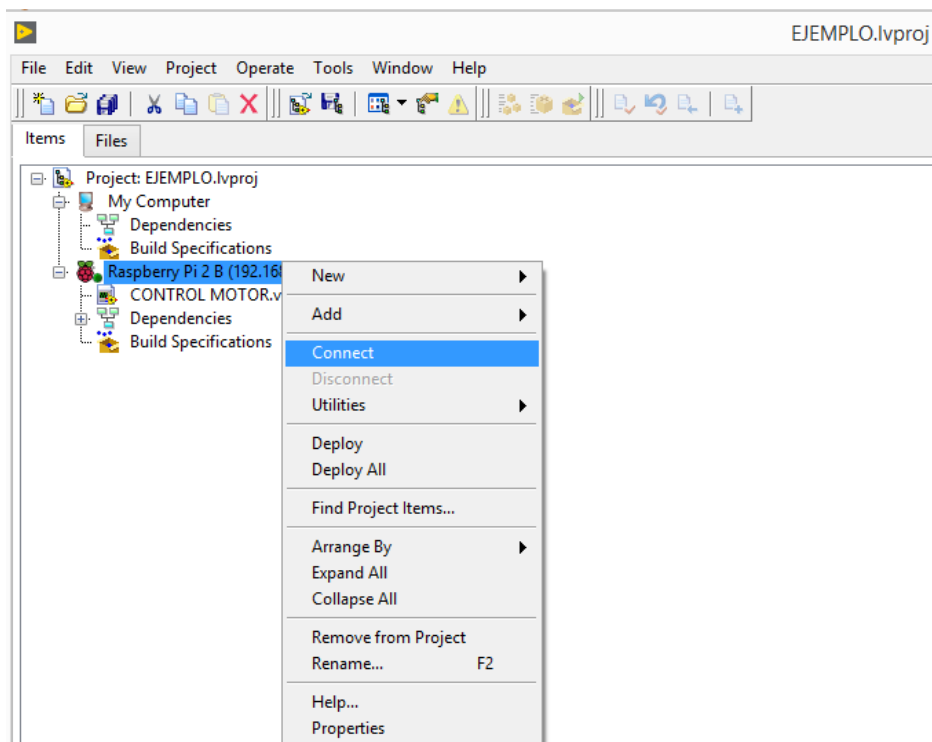 EJEMPLO.lvproj
File Edit View Project Operate Tools Window Help
Items Files
Project: EJEMPLO.lvproj
My Computer
Dependencies
Build Specifications
Raspberry Pi 2 B (192.16
CONTROL MOTOR.v
Dependencies
Build Specifications
New
Add
Connect
Disconnect
Utilities
Deploy
Deploy All
Find Project Items...
Arrange By
Expand All
Collapse All
Remove from Project
Rename... F2
Help...
Properties